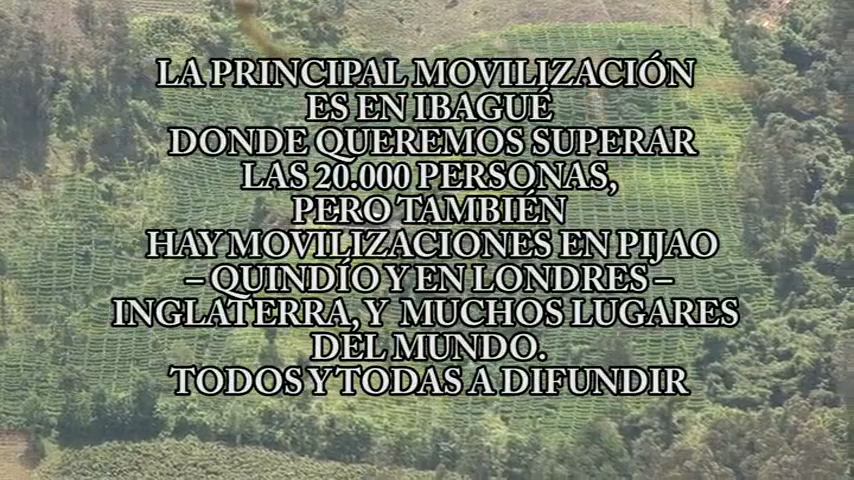 LA PRINCIPAL MOVILIZACIÓN
ES EN IBAGUÉ
DONDE QUEREMOS SUPERAR
LAS 20.000 PERSONAS,
PERO TAMBIÉN
HAY MOVILIZACIONES EN PIJAO
– QUINDÍO Y EN LONDRES –
INGLATERRA, Y MUCHOS LUGARES
DEL MUNDO.
TODOS Y TODAS A DIFUNDIR